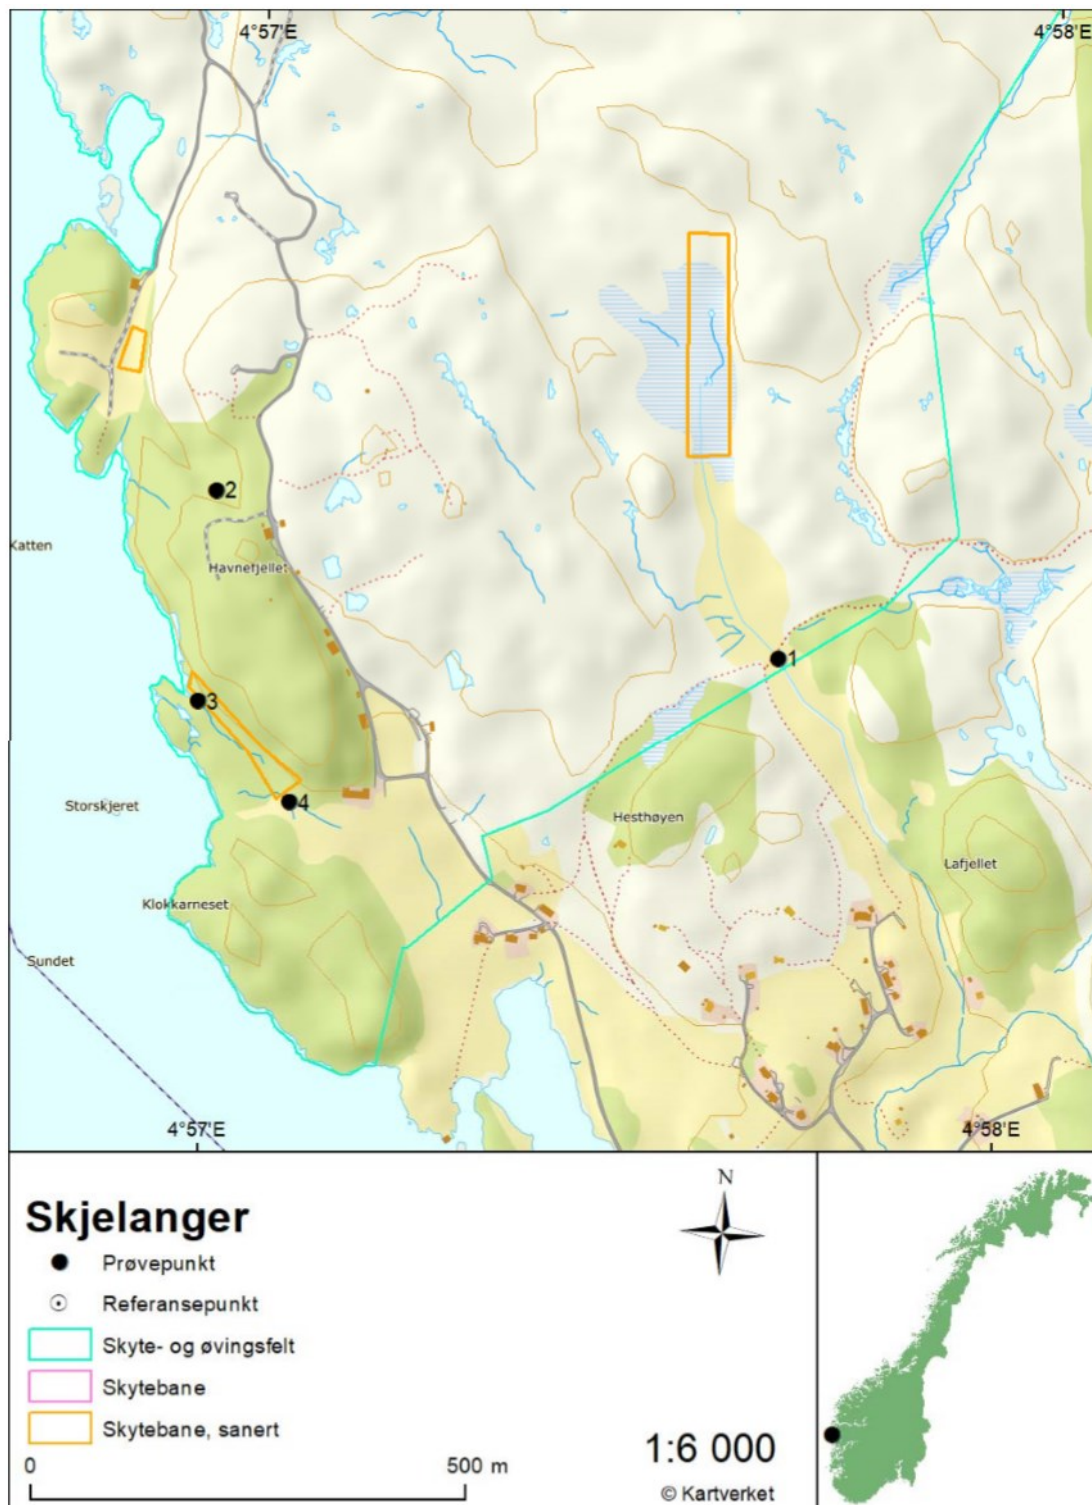 4°57'E
4°58'E
2
Katten
Havnefjellet
1
3
4
Storskjeret
Hesthøyen
Lafjellet
Klokkarneset
Sundet
4°57'E
4°58'E
Skjelanger
N
Prøvepunkt
Referansepunkt
Skyte- og øvingsfelt
Skytebane
Skytebane, sanert
1:6 000
0
500 m
© Kartverket